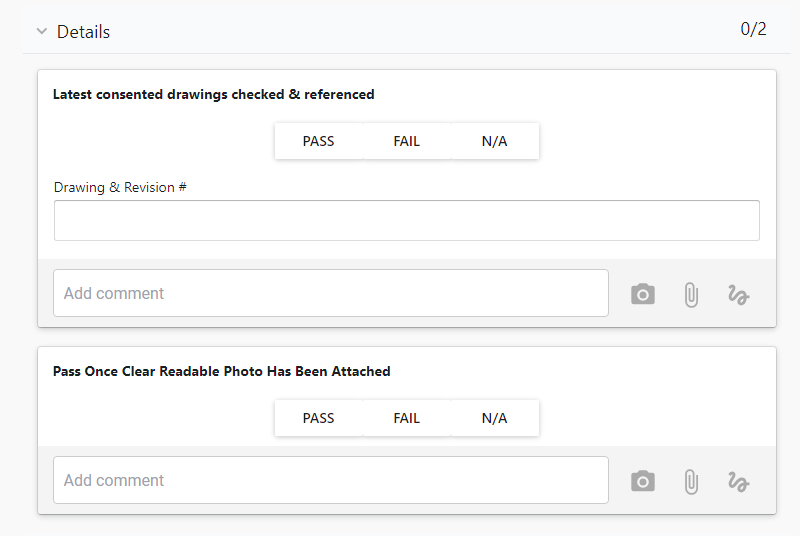 Details
0/2
Latest consented drawings checked & referenced
PASS FAIL N/A
Drawing & Revision #
Add comment
Pass Once Clear Readable Photo Has Been Attached
PASS FAIL N/A
Add comment